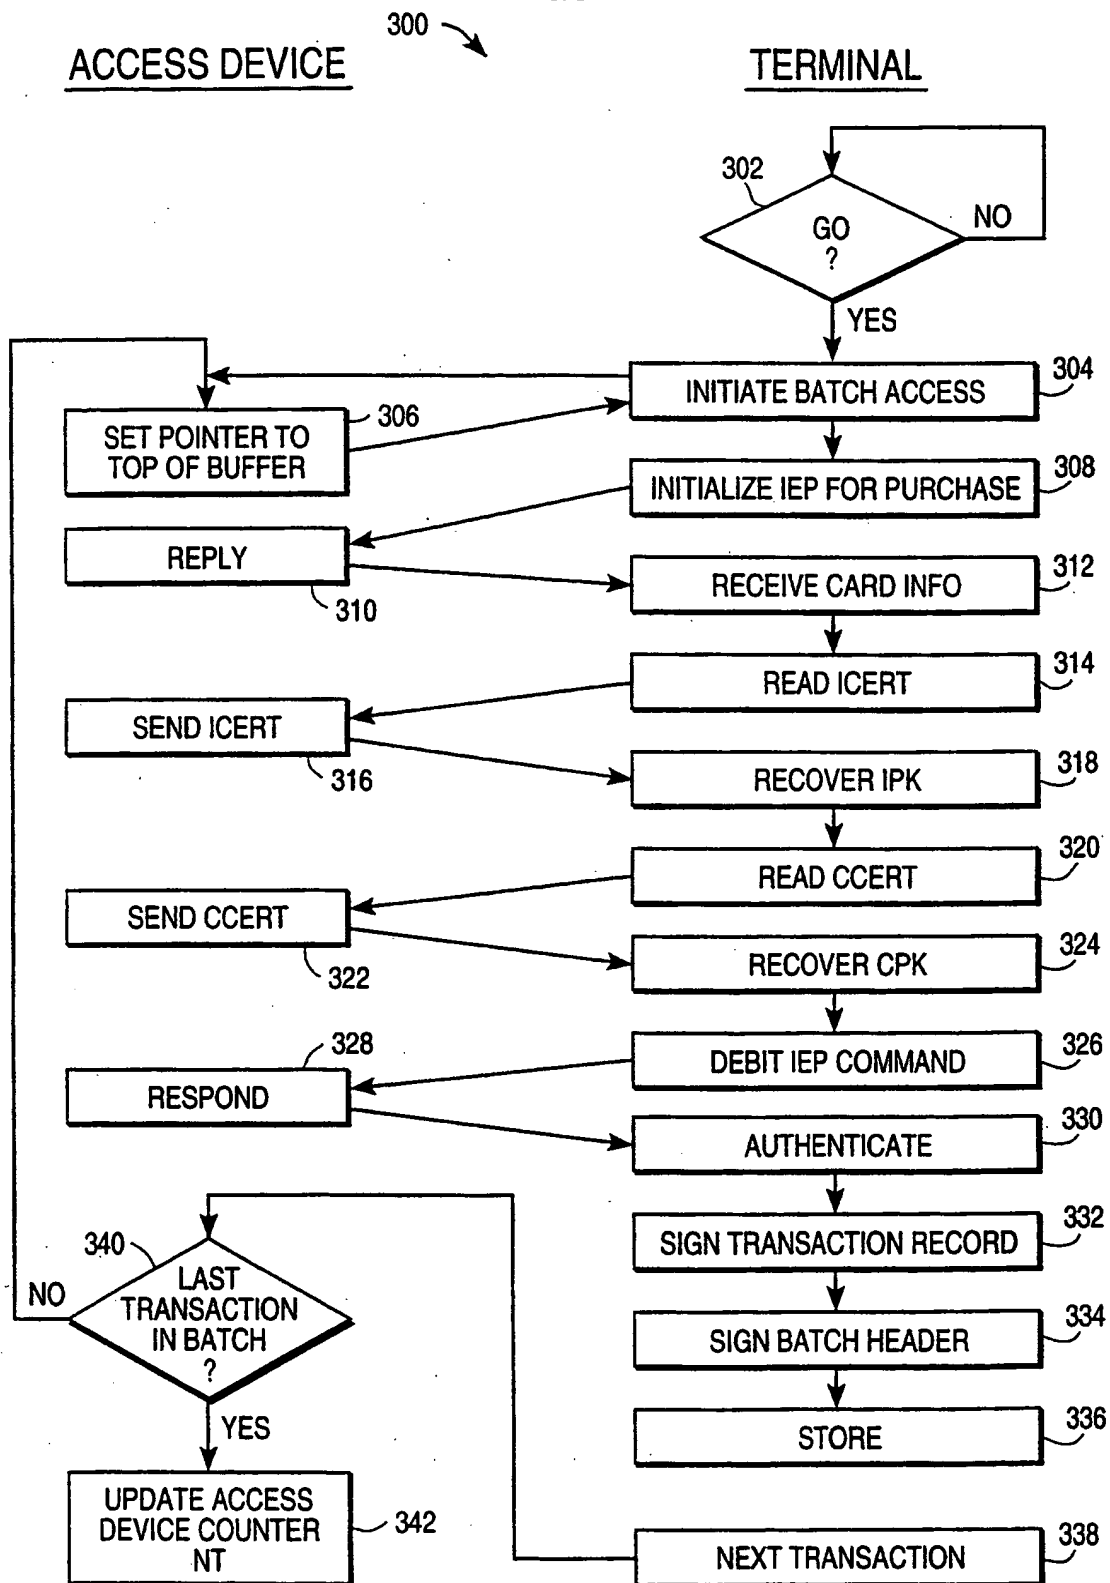 300
ACCESS DEVICE
TERMINAL
302
GO
?
NO
YES
INITIATE BATCH ACCESS
304
SET POINTER TO
TOP OF BUFFER
306
INITIALIZE IEP FOR PURCHASE
308
REPLY
310
RECEIVE CARD INFO
312
READ ICERT
314
SEND ICERT
316
RECOVER IPK
318
READ CCERT
320
SEND CCERT
322
RECOVER CPK
324
DEBIT IEP COMMAND
326
328
RESPOND
AUTHENTICATE
330
SIGN TRANSACTION RECORD
332
SIGN BATCH HEADER
334
STORE
336
NEXT TRANSACTION
338
340
LAST
TRANSACTION
IN BATCH
?
NO
YES
UPDATE ACCESS
DEVICE COUNTER
NT
342